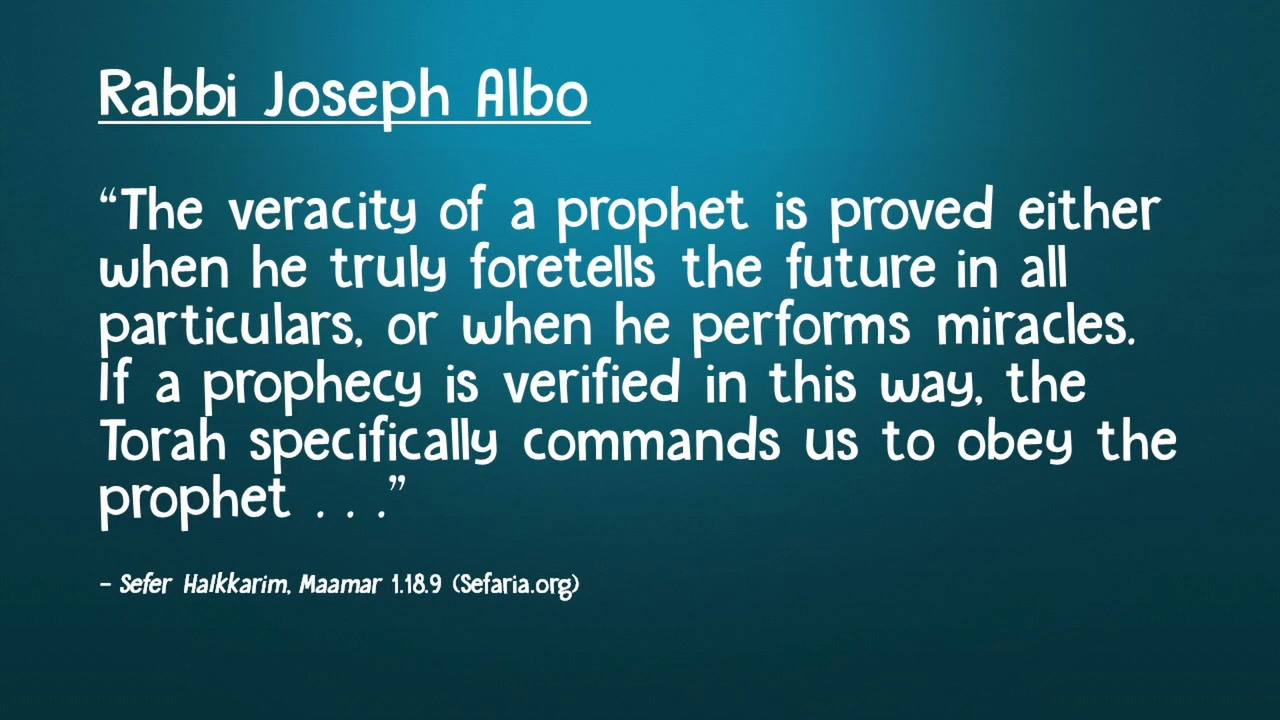 Rabbi Joseph Albo
“The veracity of a prophet is proved either
when he truly foretells the future in all
particulars, or when he performs miracles.
If a prophecy is verified in this way, the
Torah specifically commands us to obey the
prophet . . .”
– Sefer HaIkkarim, Maamar 1.18.9 (Sefaria.org)